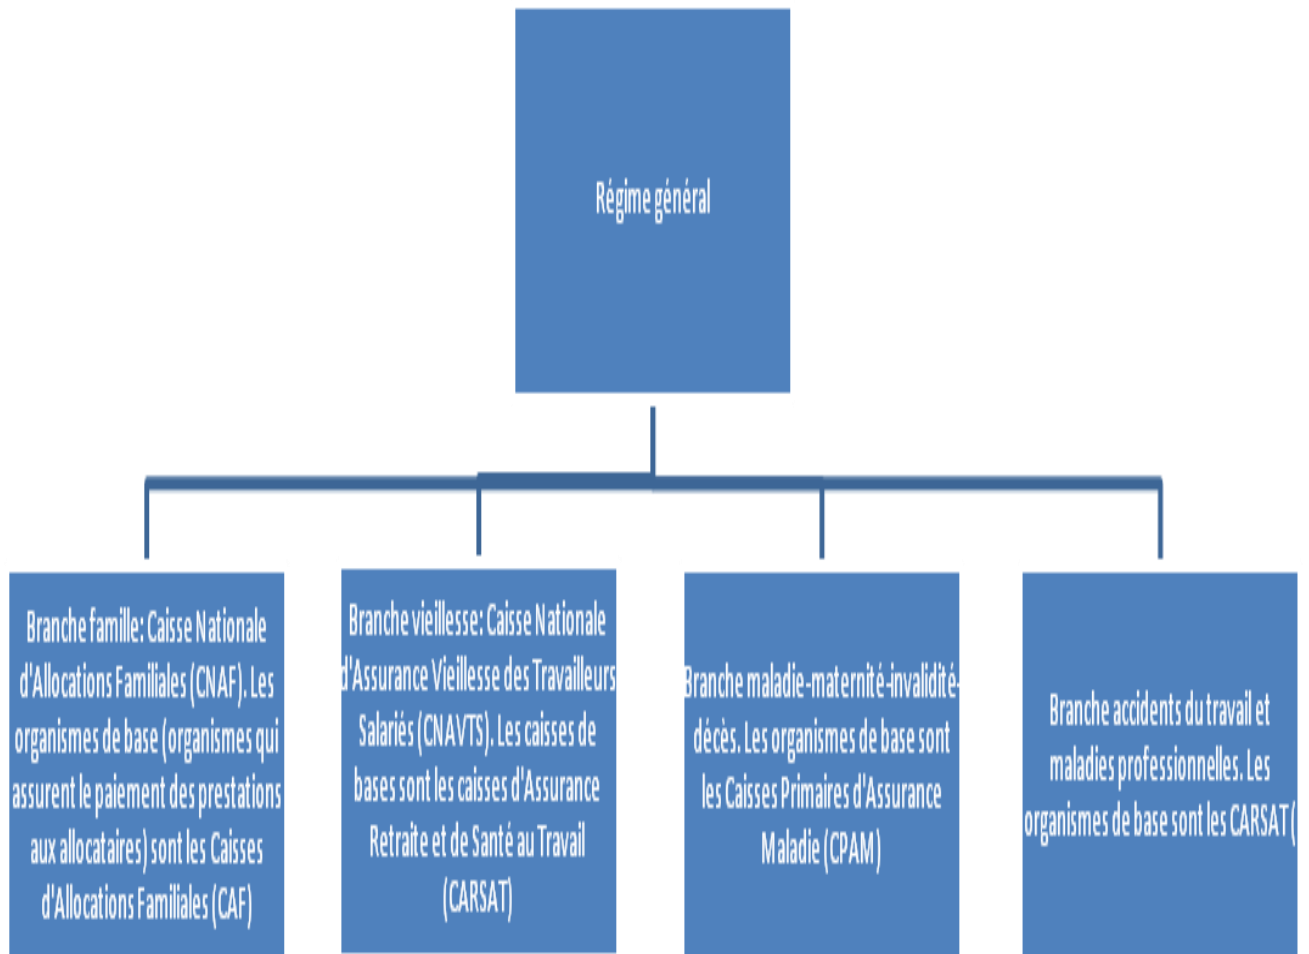 Régime général
Branche famille: Caisse Nationale
d'Allocations Familiales (CNAF). Les
organismes de base (organismes qui
assurent le paiement des prestations
aux allocataires) sont les Caisses
d'Allocations Familiales (CAF)
Branche vieillesse: Caisse Nationale
d'Assurance Vieillesse des Travailleurs
Salariés (CNAVTS). Les caisses de
bases sont les caisses d'Assurance
Retraite et de Santé au Travail
(CARSAT)
Branche maladie-maternité-invalidité-
décès. Les organismes de base sont
les Caisses Primaires d'Assurance
Maladie (CPAM)
Branche accidents du travail et
maladies professionnelles. Les
organismes de base sont les CARSAT(